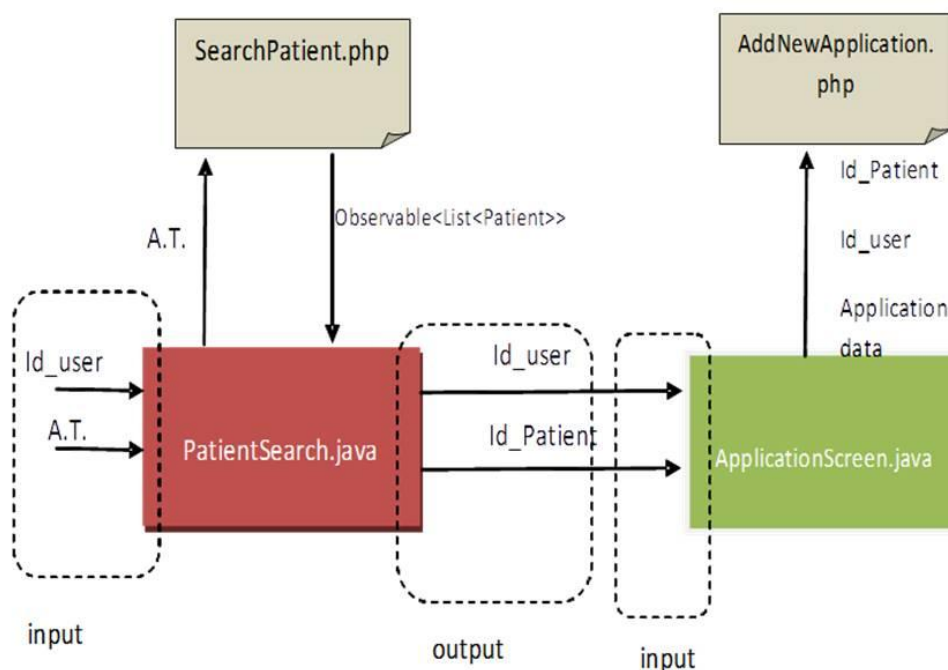 SearchPatient.php
AddNewApplication.
php
A.T.
Observable<List<Patient>>
Id_Patient
Id_user
Application
data
Id_user
A.T.
PatientSearch.java
Id_user
Id_Patient
ApplicationScreen.java
input
output
input